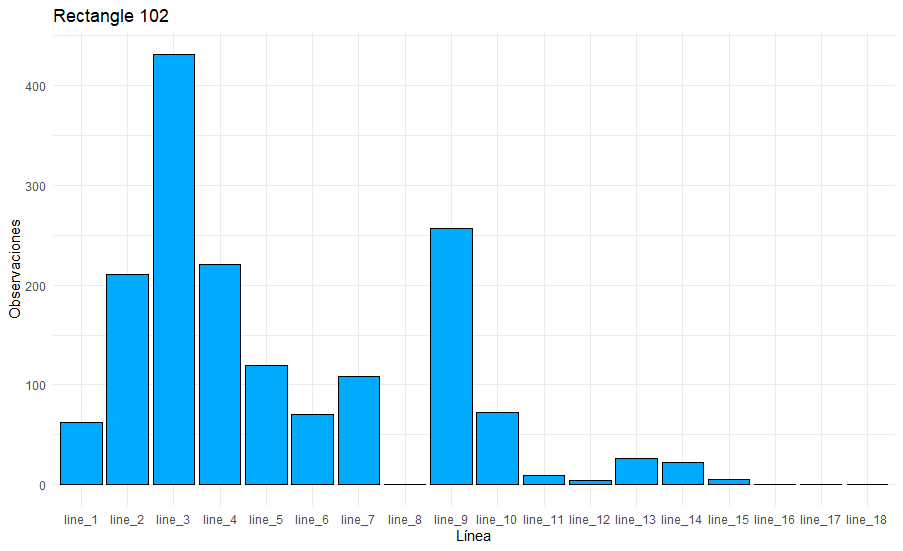 Rectangle 102
Observaciones
400
300
200
100
0
line_1 line_2 line_3 line_4 line_5 line_6 line_7 line_8 line_9 line_10 line_11 line_12 line_13 line_14 line_15 line_16 line_17 line_18
Línea